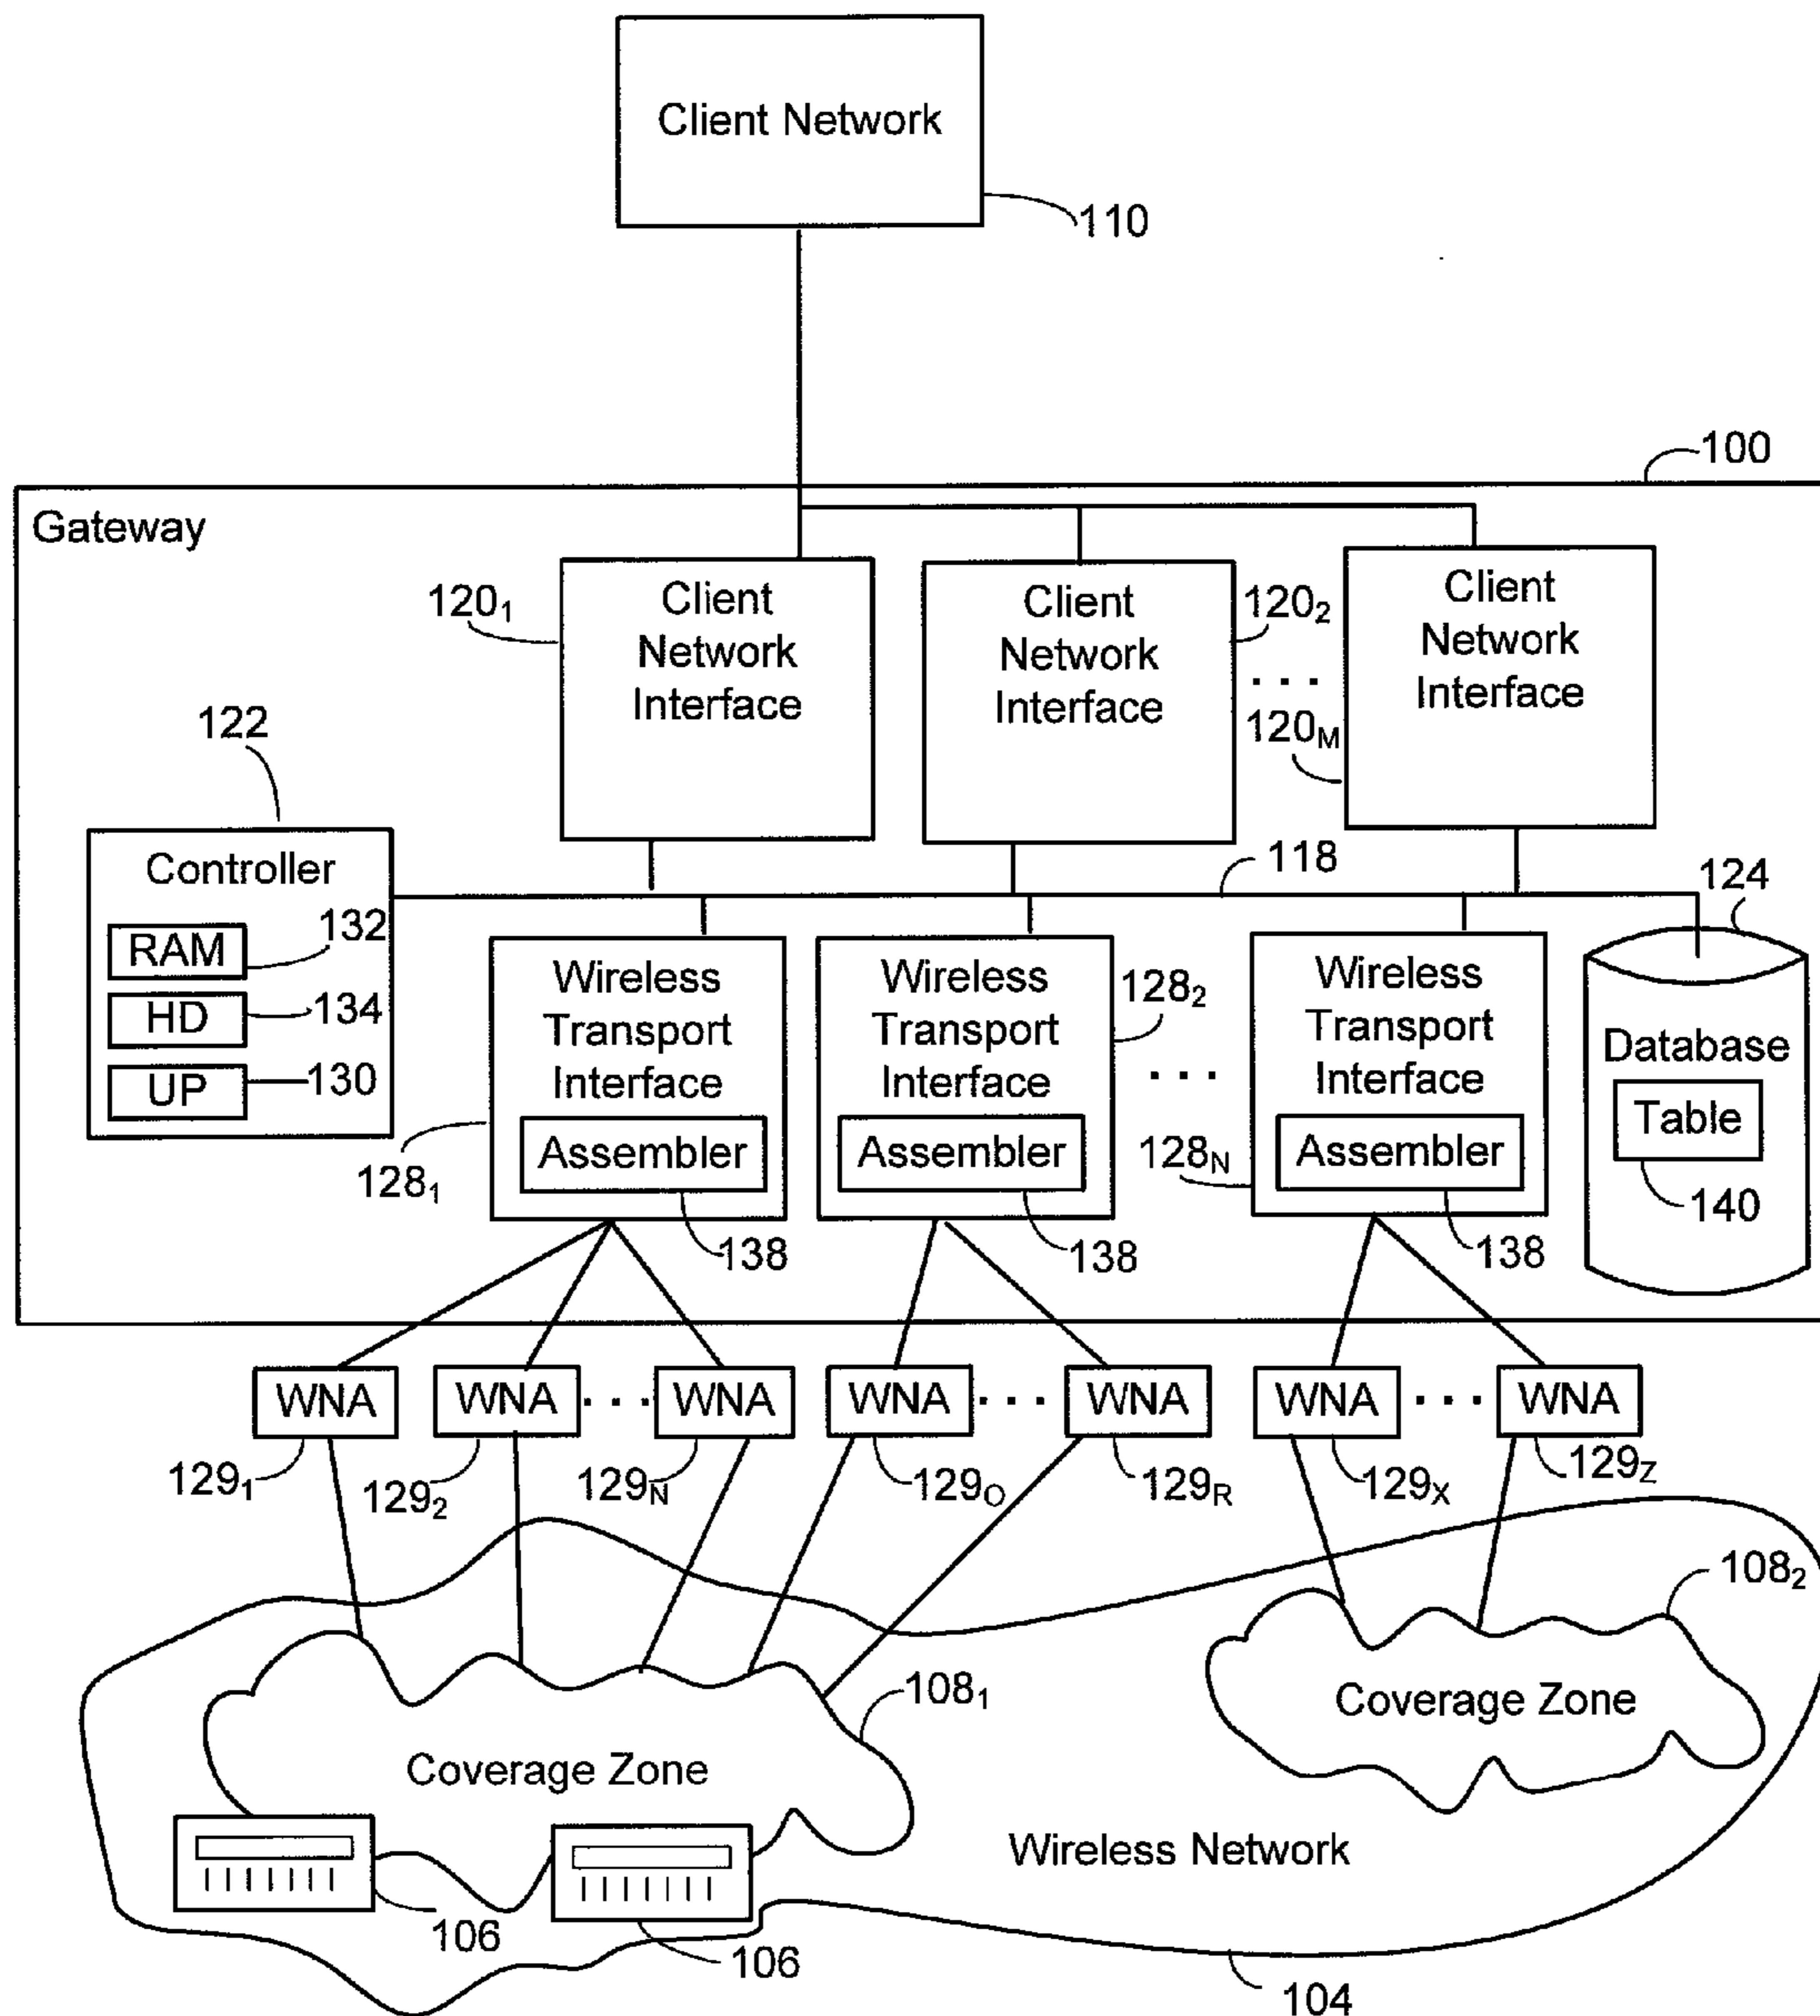 Client Network
110
100
Gateway
Client
Network
Interface
120₁
Client
Network
Interface
120₂
. . .
Client
Network
Interface
120M
122
Controller
RAM
132
HD
134
UP
130
118
124
Wireless
Transport
Interface
Assembler
128₁
138
Wireless
Transport
Interface
Assembler
128₂
138
. . .
Wireless
Transport
Interface
Assembler
128N
138
Database
Table
140
WNA
WNA
. . .
WNA
WNA
. . .
WNA
WNA
. . .
WNA
129₁
129₂
129N
129O
129R
129X
129Z
108₂
Coverage Zone
108₁
Coverage Zone
Wireless Network
106
106
104